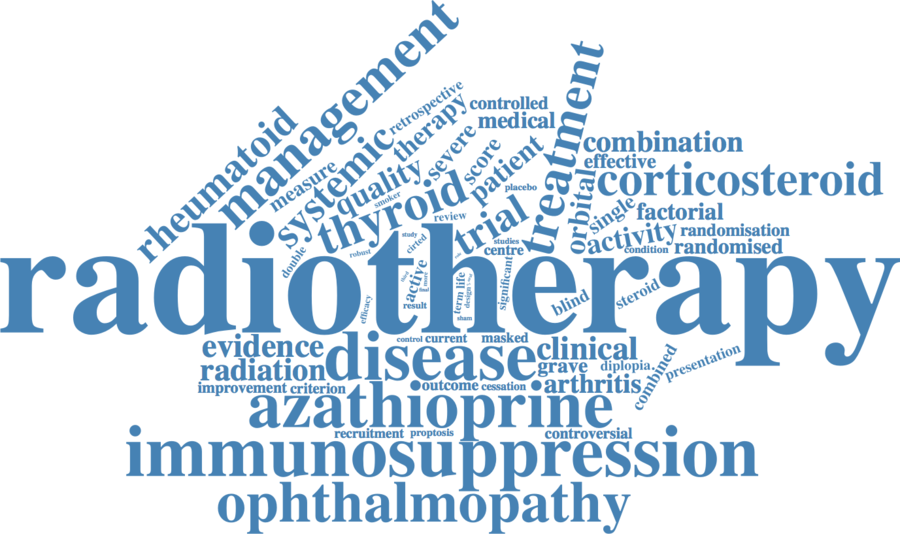 management
rheumatoid
treatment
retrospective
controlled
medical
therapy
systemic
measure
quality
severe
score
patient
combination
effective
corticosteroid
orbital
smoker
placebo
thyroid
review
trial
single
factorial
activity
randomisation
condition
randomised
double
robust
study
cirted
studies
centre
radiotherapy
active
result
efficacy
term
life
design
sham
significant
blind
steroid
control
current
masked
evidence
disease
clinical
radiation
grave
diplopia
combined
presentation
improvement
criterion
outcome
cessation
arthritis
azathioprine
recruitment
proptosis
controversial
immunosuppression
ophthalmopathy